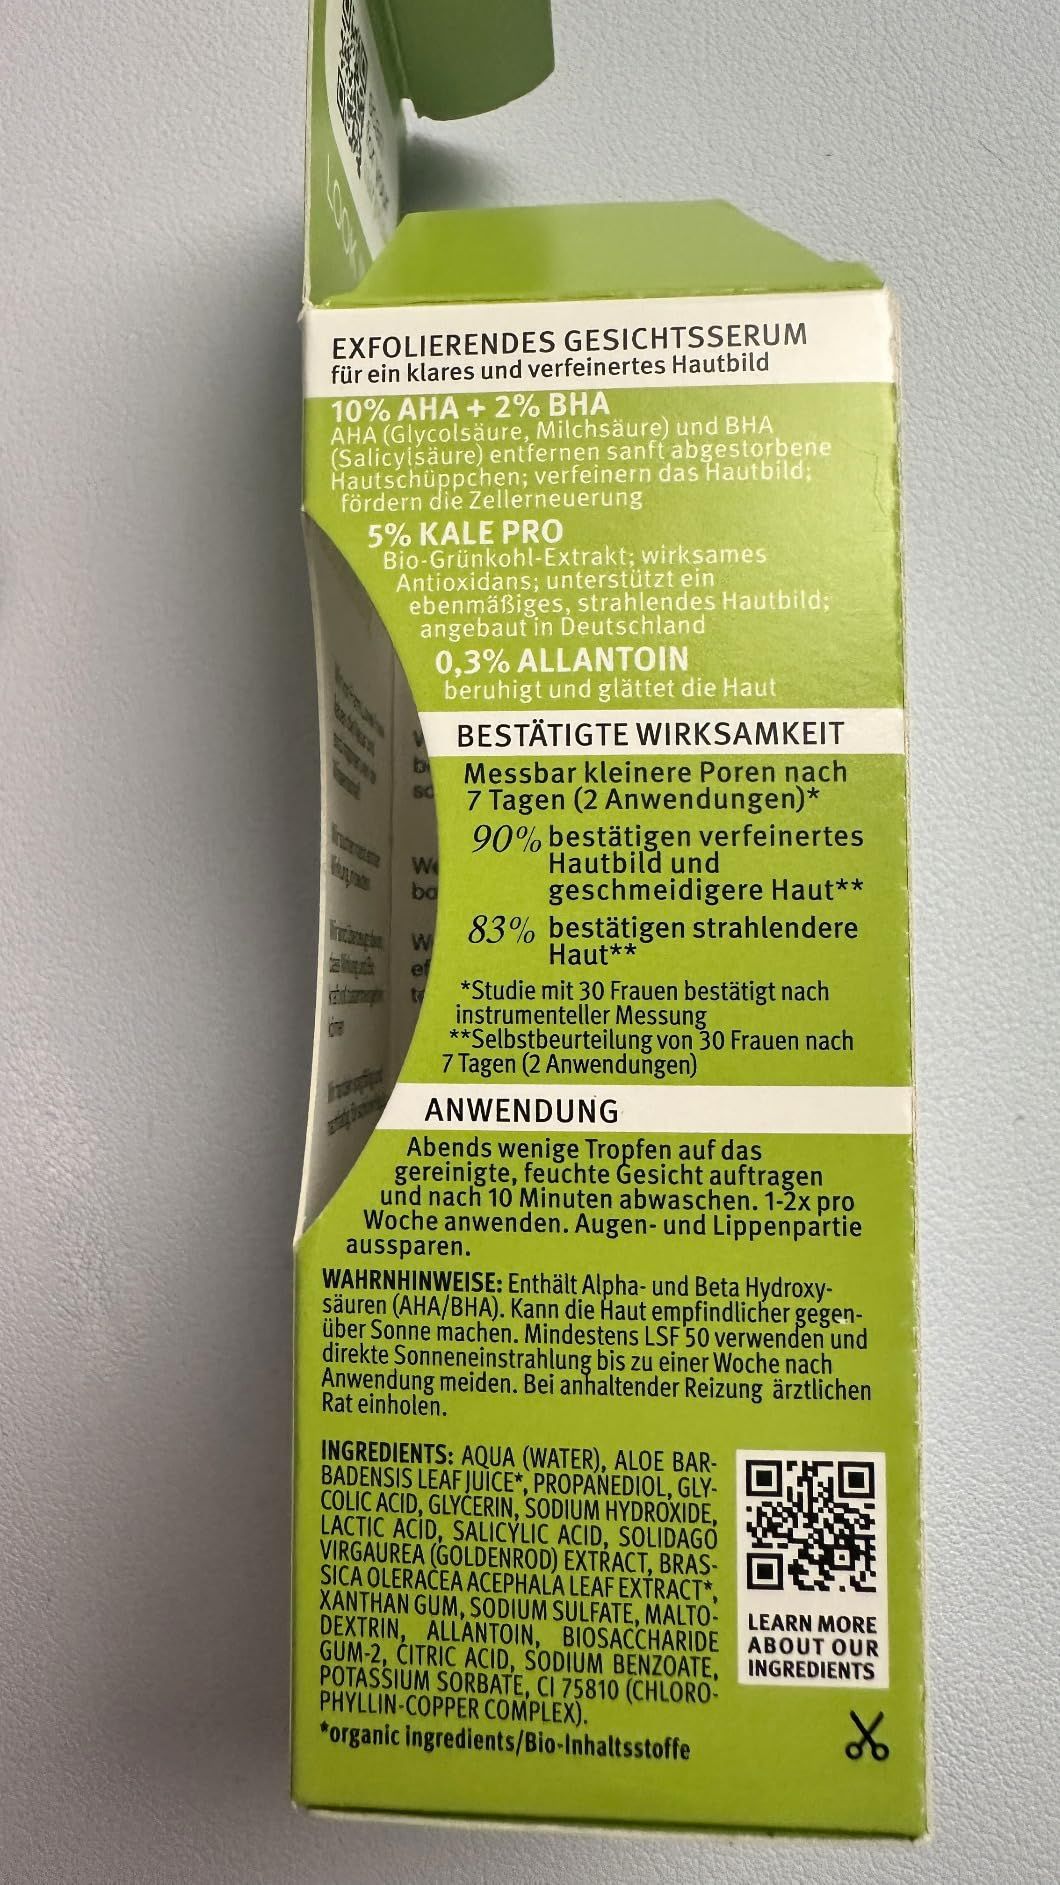 LOOK
EXFOLIERENDES GESICHTSSERUM
für ein klares und verfeinertes Hautbild
10% AHA + 2% BHA
AHA (Glycolsäure, Milchsäure) und BHA
(Salicylsäure) entfernen sanft abgestorbene
Hautschüppchen; verfeinern das Hautbild;
fördern die Zellerneuerung
5% KALE PRO
Bio-Grünkohl-Extrakt; wirksames
Antioxidans; unterstützt ein
ebenmäßiges, strahlendes Hautbild;
angebaut in Deutschland
0,3% ALLANTOIN
beruhigt und glättet die Haut
BESTÄTIGTE WIRKSAMKEIT
Messbar kleinere Poren nach
7 Tagen (2 Anwendungen)*
90% bestätigen verfeinertes
Hautbild und
geschmeidigere Haut**
83% bestätigen strahlendere
Haut**
*Studie mit 30 Frauen bestätigt nach
instrumenteller Messung
**Selbstbeurteilung von 30 Frauen nach
7 Tagen (2 Anwendungen)
ANWENDUNG
Abends wenige Tropfen auf das
gereinigte, feuchte Gesicht auftragen
und nach 10 Minuten abwaschen. 1-2x pro
Woche anwenden. Augen- und Lippenpartie
aussparen.
WAHRNHINWEISE: Enthält Alpha- und Beta Hydroxy-
säuren (AHA/BHA). Kann die Haut empfindlicher gegen-
über Sonne machen. Mindestens LSF 50 verwenden und
direkte Sonneneinstrahlung bis zu einer Woche nach
Anwendung meiden. Bei anhaltender Reizung ärztlichen
Rat einholen.
INGREDIENTS: AQUA (WATER), ALOE BAR-
BADENSIS LEAF JUICE*, PROPANEDIOL, GLY-
COLIC ACID, GLYCERIN, SODIUM HYDROXIDE,
LACTIC ACID, SALICYLIC ACID, SOLIDAGO
VIRGAUREA (GOLDENROD) EXTRACT, BRAS-
SICA OLERACEA ACEPHALA LEAF EXTRACT*,
XANTHAN GUM, SODIUM SULFATE, MALTO-
DEXTRIN, ALLANTOIN, BIOSACCHARIDE
GUM-2, CITRIC ACID, SODIUM BENZOATE,
POTASSIUM SORBATE, CI 75810 (CHLORO-
PHYLLIN-COPPER COMPLEX).
*organic ingredients/Bio-Inhaltsstoffe
LEARN MORE
ABOUT OUR
INGREDIENTS